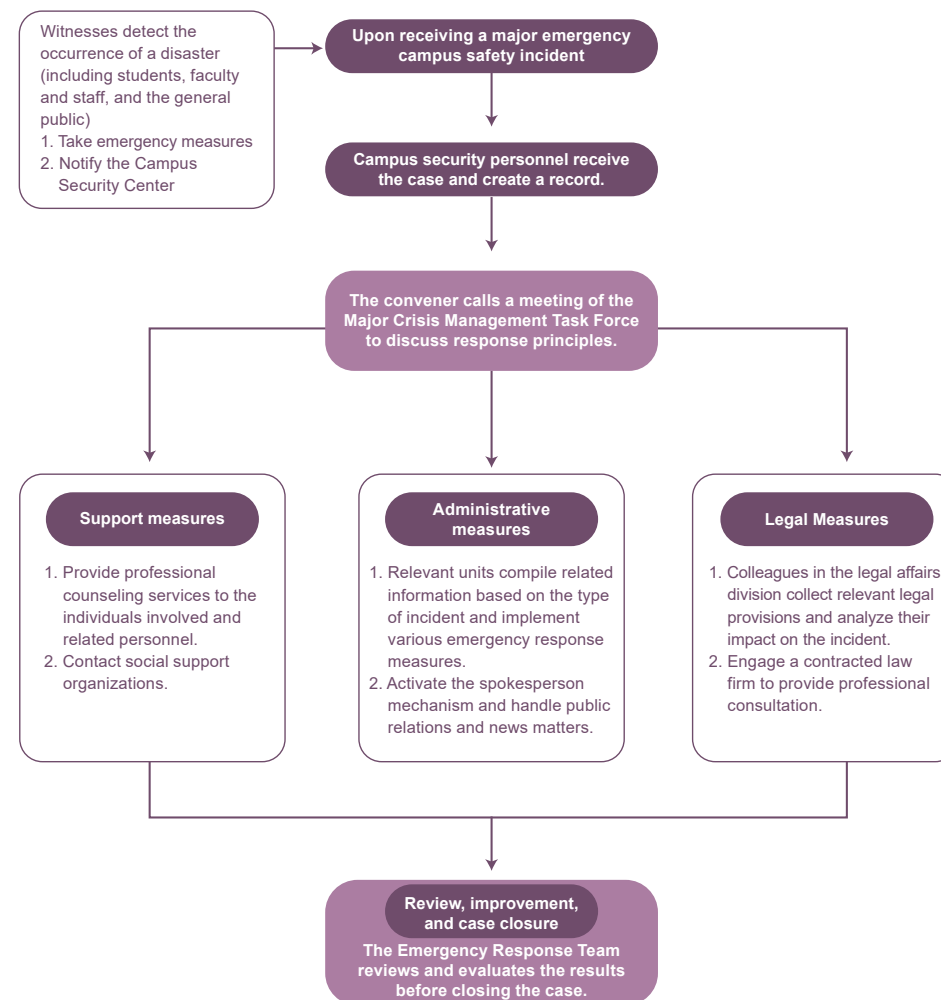 Witnesses detect the
occurrence of a disaster
(including students, faculty
and staff, and the general
public)
1. Take emergency measures
2. Notify the Campus
Security Center
Upon receiving a major emergency
campus safety incident
Campus security personnel receive
the case and create a record.
The convener calls a meeting of the
Major Crisis Management Task Force
to discuss response principles.
Support measures
1. Provide professional
counseling services to the
individuals involved and
related personnel.
2. Contact social support
organizations.
Administrative
measures
1. Relevant units compile related
information based on the type
of incident and implement
various emergency response
measures.
2. Activate the spokesperson
mechanism and handle public
relations and news matters.
Legal Measures
1. Colleagues in the legal affairs
division collect relevant legal
provisions and analyze their
impact on the incident.
2. Engage a contracted law
firm to provide professional
consultation.
Review, improvement,
and case closure
The Emergency Response Team
reviews and evaluates the results
before closing the case.